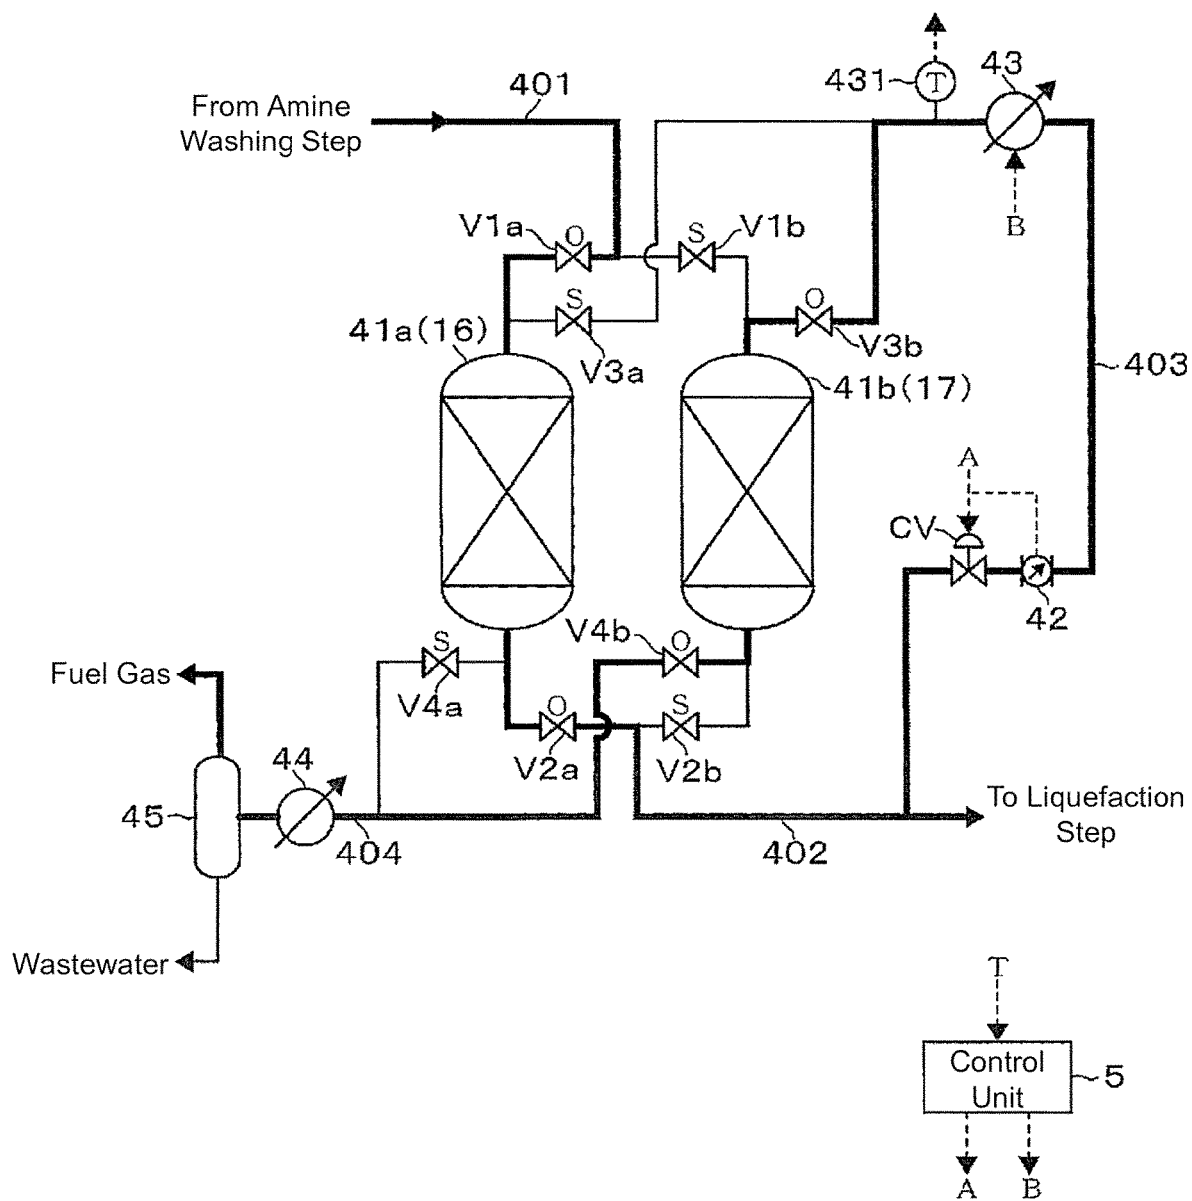 401
431
T
43
From Amine
Washing Step
B
V1a
O
S
V1b
S
O
41a(16)
V3a
V3b
403
41b(17)
A
CV
42
V4b
O
S
Fuel Gas
V4a
O
S
V2a
V2b
44
45
To Liquefaction
Step
404
402
Wastewater
T
Control
Unit
5
A
B